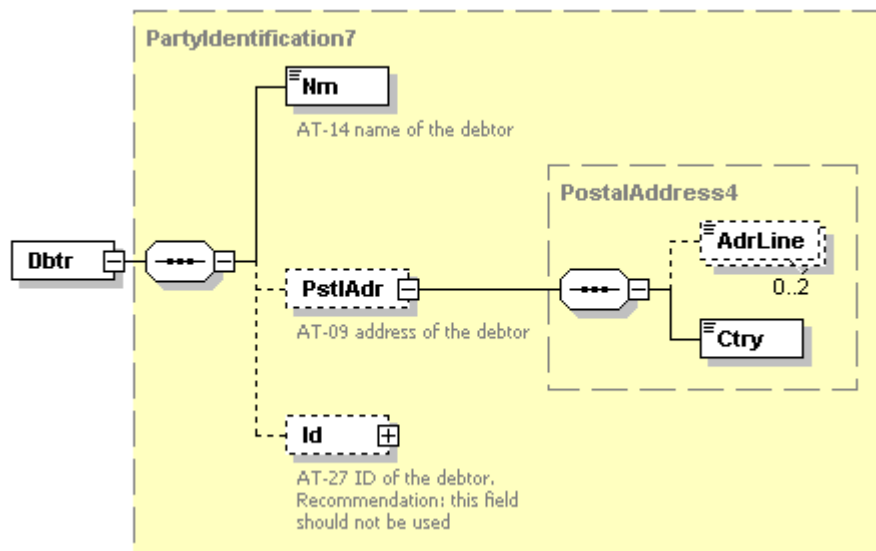 PartyIdentification7
Nm
AT-14 name of the debtor
PostalAddress4
AdrLine
0..2
Dbtr
PstlAdr
AT-09 address of the debtor
Ctry
Id
AT-27 ID of the debtor.
Recommendation: this field
should not be used